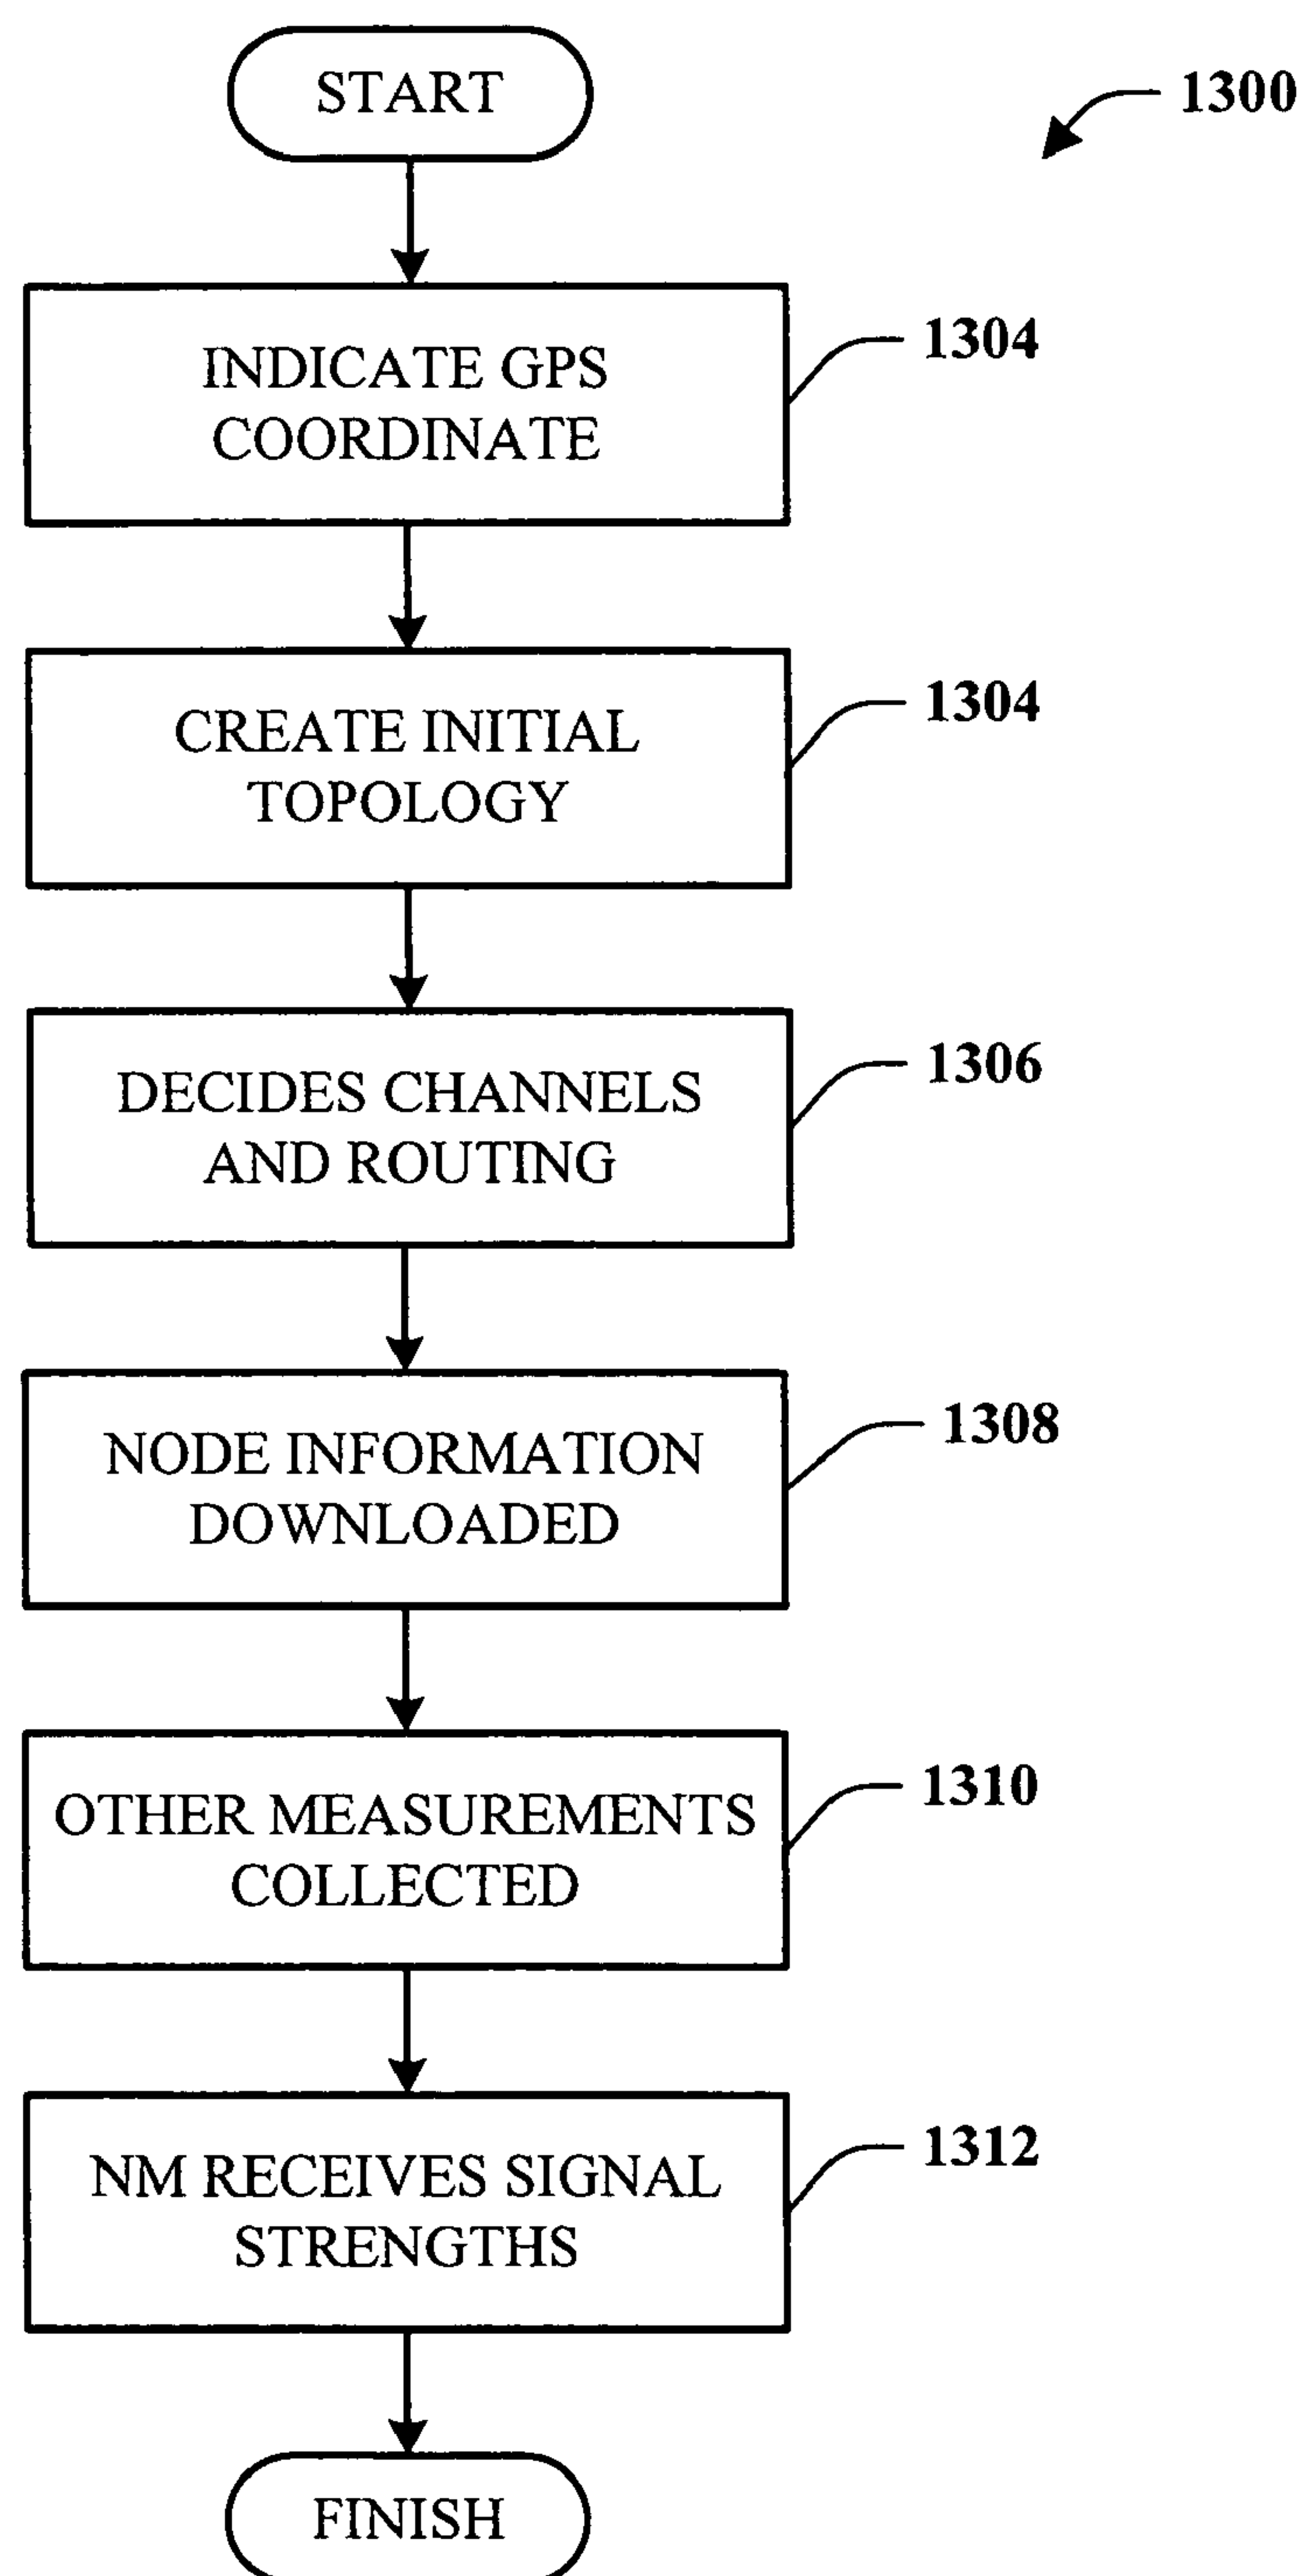 START
1300
INDICATE GPS
COORDINATE
1304
CREATE INITIAL
TOPOLOGY
1304
DECIDES CHANNELS
AND ROUTING
1306
NODE INFORMATION
DOWNLOADED
1308
OTHER MEASUREMENTS
COLLECTED
1310
NM RECEIVES SIGNAL
STRENGTHS
1312
FINISH